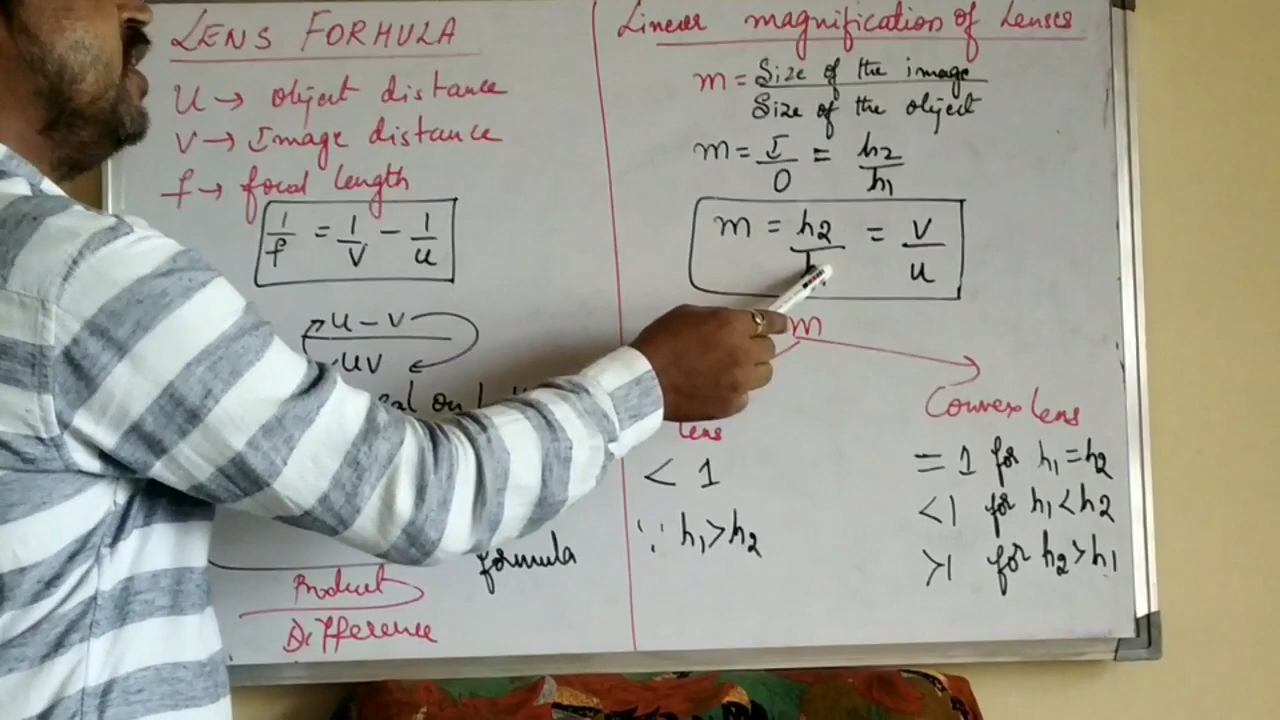 LENS FORMULA
U → object distance
V → Image distance
f → focal length
1/f = 1/V - 1/u
u - v
uv
on
formula
Product
Difference
Linear magnification of Lenses
m = Size of the image / Size of the object
m = I/O = h2/h1
m = h2/ = v/u
m
lens
< 1
∵ h1 > h2
Convex lens
= 1 for h1 = h2
< 1 for h1 < h2
> 1 for h2 > h1